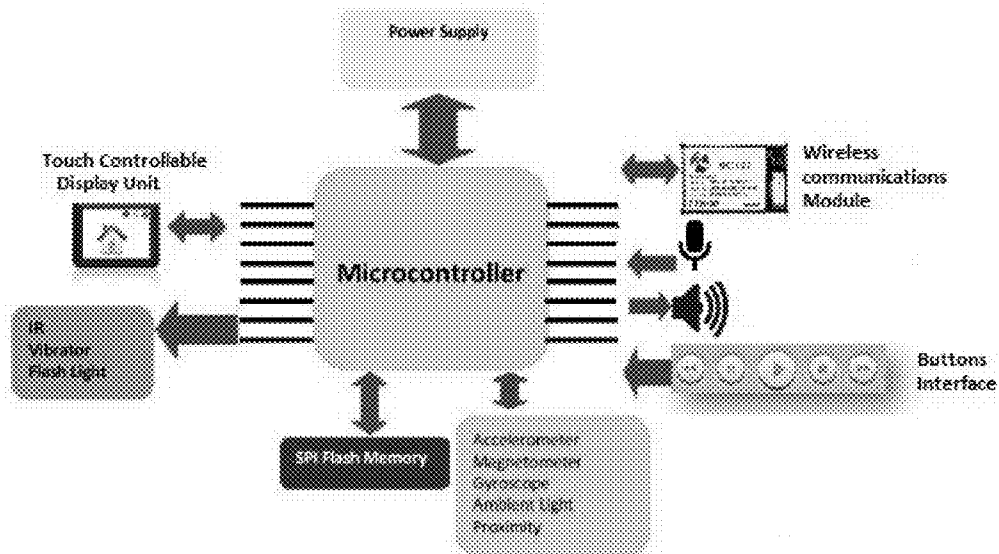 Power Supply
Touch Controllable
Display Unit
Wireless
communications
Module
Microcontroller
IR
Vibrator
Flash Light
Buttons
Interface
SPI Flash Memory
Accelerometer
Magnetometer
Gyroscope
Ambient Light
Proximity